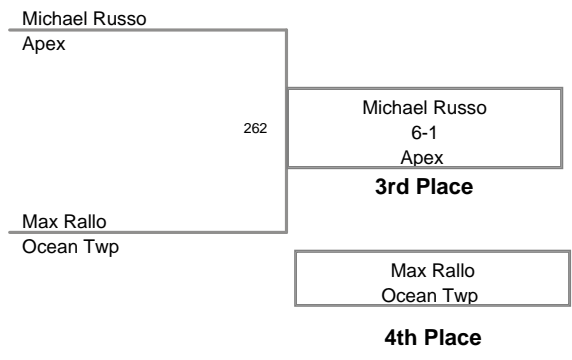 Michael Russo
Apex
262
Michael Russo
6-1
Apex
3rd Place
Max Rallo
Ocean Twp
Max Rallo
Ocean Twp
4th Place